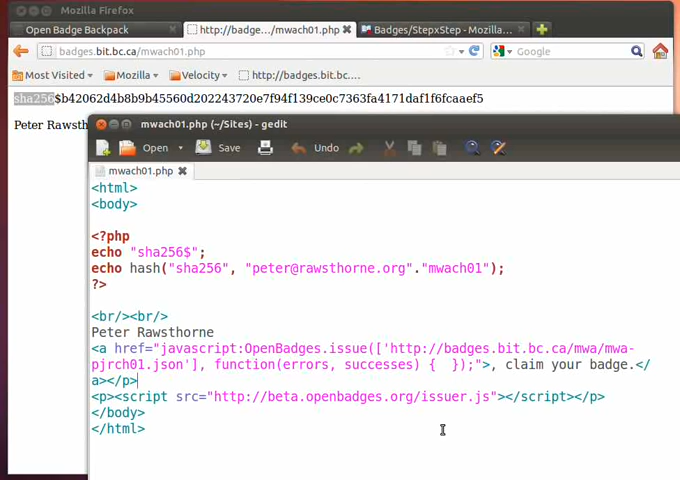 Mozilla Firefox
Open Badge Backpack
http://badge.../mwach01.php
Badges/StepxStep - Mozilla...
badges.bit.bc.ca/mwach01.php
Google
Most Visited
Mozilla
Velocity
http://badges.bit.bc....
sha256$b42062d4b8b9b45560d202243720e7f94f139ce0c7363fa4171daf1f6fcaaef5
Peter Rawsth
mwach01.php (~/Sites) - gedit
Open
Save
Undo
mwach01.php
<html>
<body>
<?php
echo "sha256$";
echo hash("sha256", "peter@rawsthorne.org"."mwach01");
?>
<br/><br/>
Peter Rawsthorne
<a href="javascript:OpenBadges.issue(['http://badges.bit.bc.ca/mwa/mwa-
pjrch01.json'], function(errors, successes) {  });">, claim your badge.</
a></p>
<p><script src="http://beta.openbadges.org/issuer.js"></script></p>
</body>
</html>